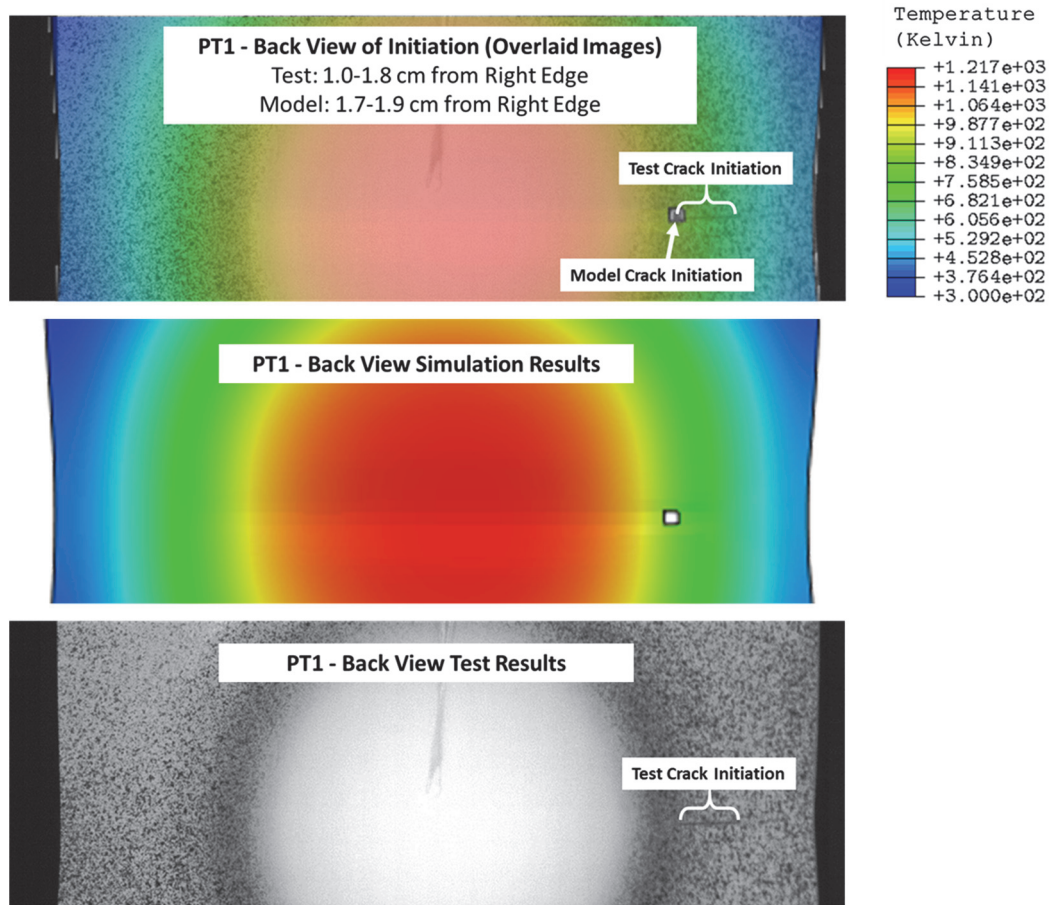 PT1 - Back View of Initiation (Overlaid Images)
Test: 1.0-1.8 cm from Right Edge
Model: 1.7-1.9 cm from Right Edge
Test Crack Initiation
Model Crack Initiation
Temperature
(Kelvin)
+1.217e+03
+1.141e+03
+1.064e+03
+9.877e+02
+9.113e+02
+8.349e+02
+7.585e+02
+6.821e+02
+6.056e+02
+5.292e+02
+4.528e+02
+3.764e+02
+3.000e+02
PT1 - Back View Simulation Results
PT1 - Back View Test Results
Test Crack Initiation